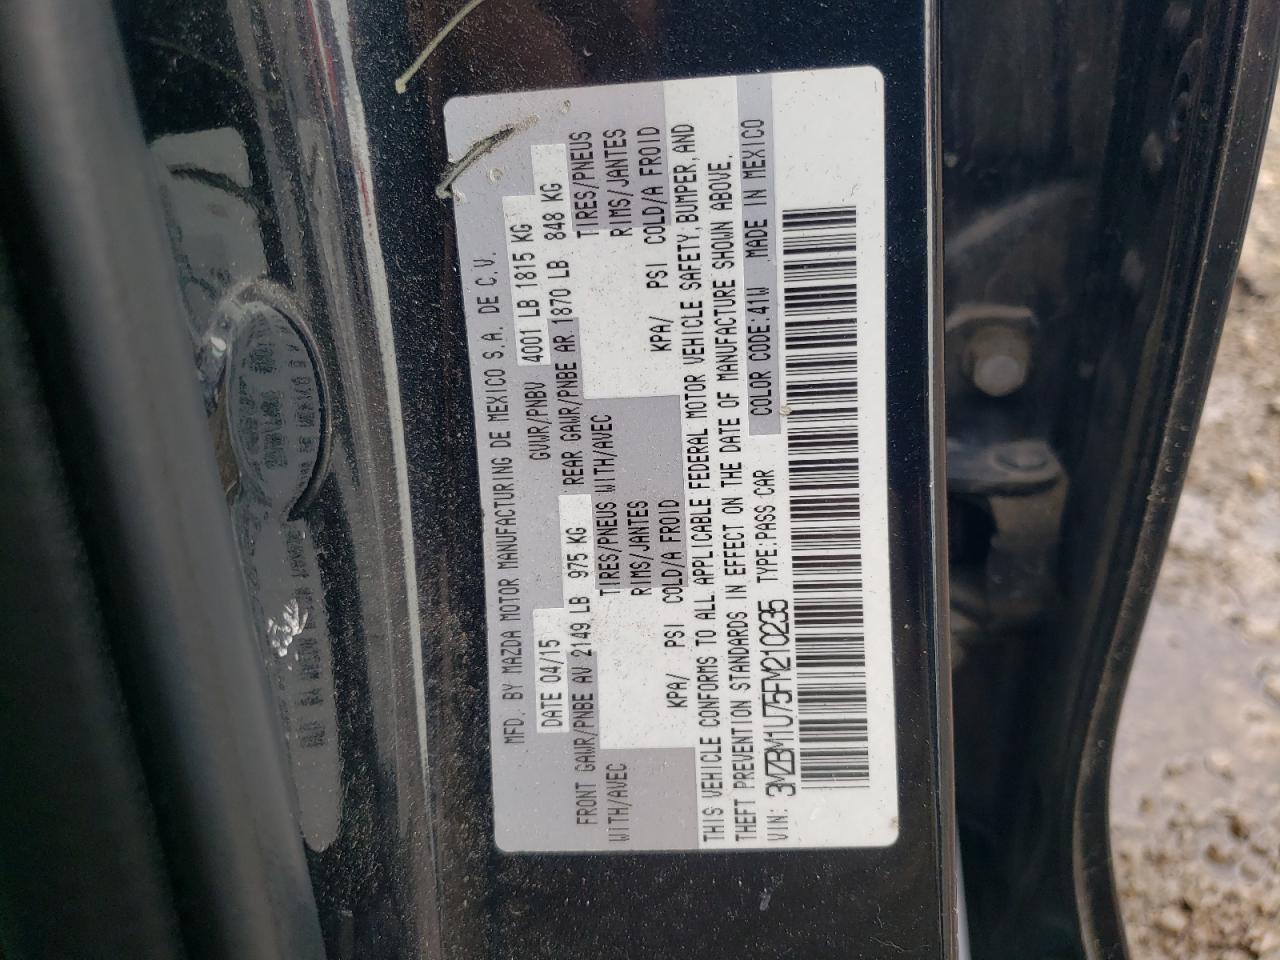 MFD. BY MAZDA MOTOR MANUFACTURING DE MEXICO S.A. DE C.V.
DATE 04/15 GVWR/PNBV 4001 LB 1815 KG
FRONT GAWR/PNBE AV 2149 LB 975 KG REAR GAWR/PNBE AR 1870 LB 848 KG
WITH/AVEC TIRES/PNEUS WITH/AVEC TIRES/PNEUS
RIMS/JANTES RIMS/JANTES
KPA/ PSI COLD/A FROID KPA/ PSI COLD/A FROID
THIS VEHICLE CONFORMS TO ALL APPLICABLE FEDERAL MOTOR VEHICLE SAFETY, BUMPER, AND
THEFT PREVENTION STANDARDS IN EFFECT ON THE DATE OF MANUFACTURE SHOWN ABOVE.
VIN: 3MZBM1U75FM210235 TYPE:PASS CAR COLOR CODE:41W MADE IN MEXICO